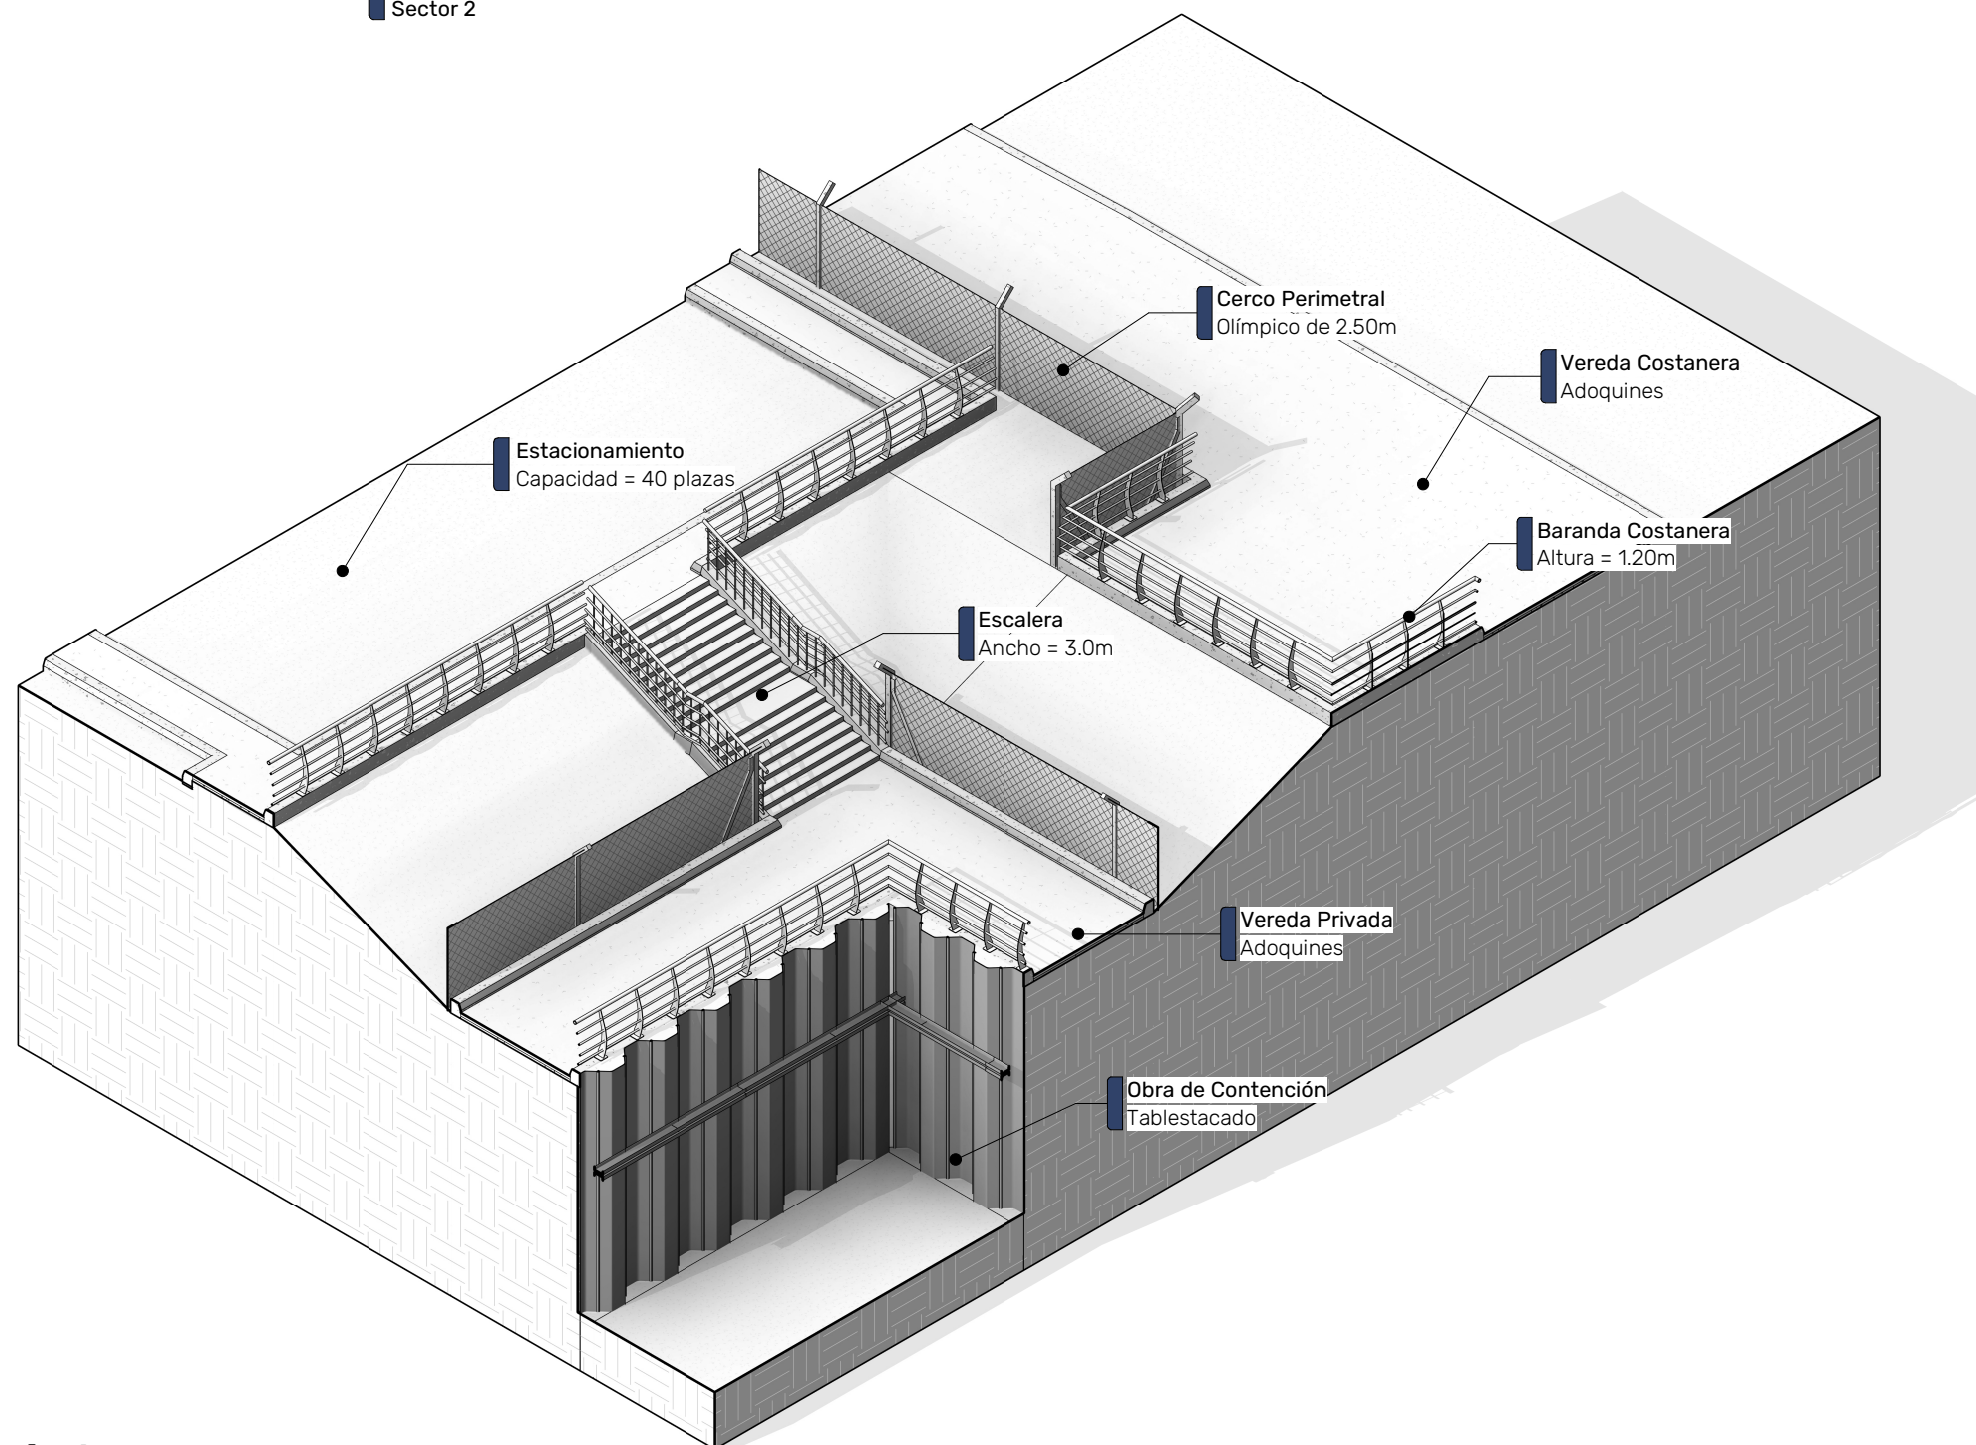 Sector 2
Cerco Perimetral
Olímpico de 2.50m
Vereda Costanera
Adoquines
Estacionamiento
Capacidad = 40 plazas
Baranda Costanera
Altura = 1.20m
Escalera
Ancho = 3.0m
Vereda Privada
Adoquines
Obra de Contención
Tablestacado